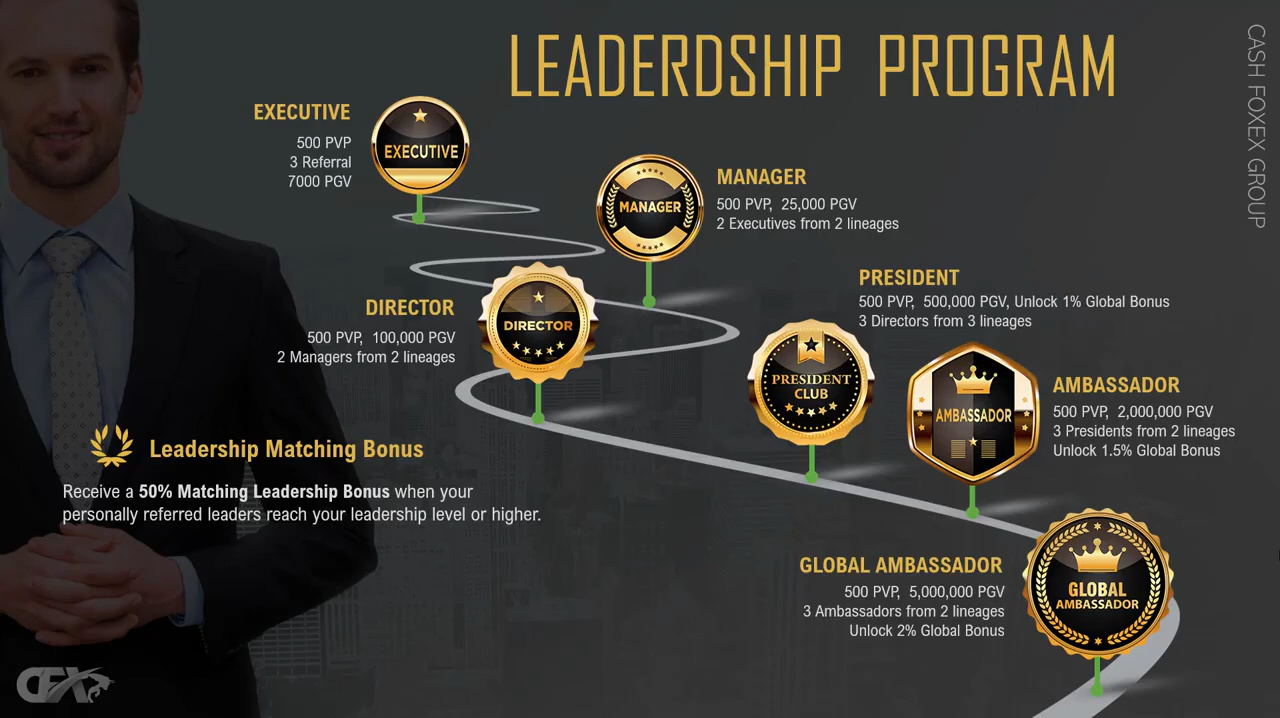 LEADERDSHIP PROGRAM
CASH FOXEX GROUP
EXECUTIVE
500 PVP
3 Referral
7000 PGV
EXECUTIVE
MANAGER
MANAGER
500 PVP, 25,000 PGV
2 Executives from 2 lineages
DIRECTOR
500 PVP, 100,000 PGV
2 Managers from 2 lineages
DIRECTOR
PRESIDENT
500 PVP, 500,000 PGV, Unlock 1% Global Bonus
3 Directors from 3 lineages
PRESIDENT
CLUB
AMBASSADOR
AMBASSADOR
500 PVP, 2,000,000 PGV
3 Presidents from 2 lineages
Unlock 1.5% Global Bonus
Leadership Matching Bonus
Receive a 50% Matching Leadership Bonus when your
personally referred leaders reach your leadership level or higher.
GLOBAL AMBASSADOR
500 PVP, 5,000,000 PGV
3 Ambassadors from 2 lineages
Unlock 2% Global Bonus
GLOBAL
AMBASSADOR
CFX